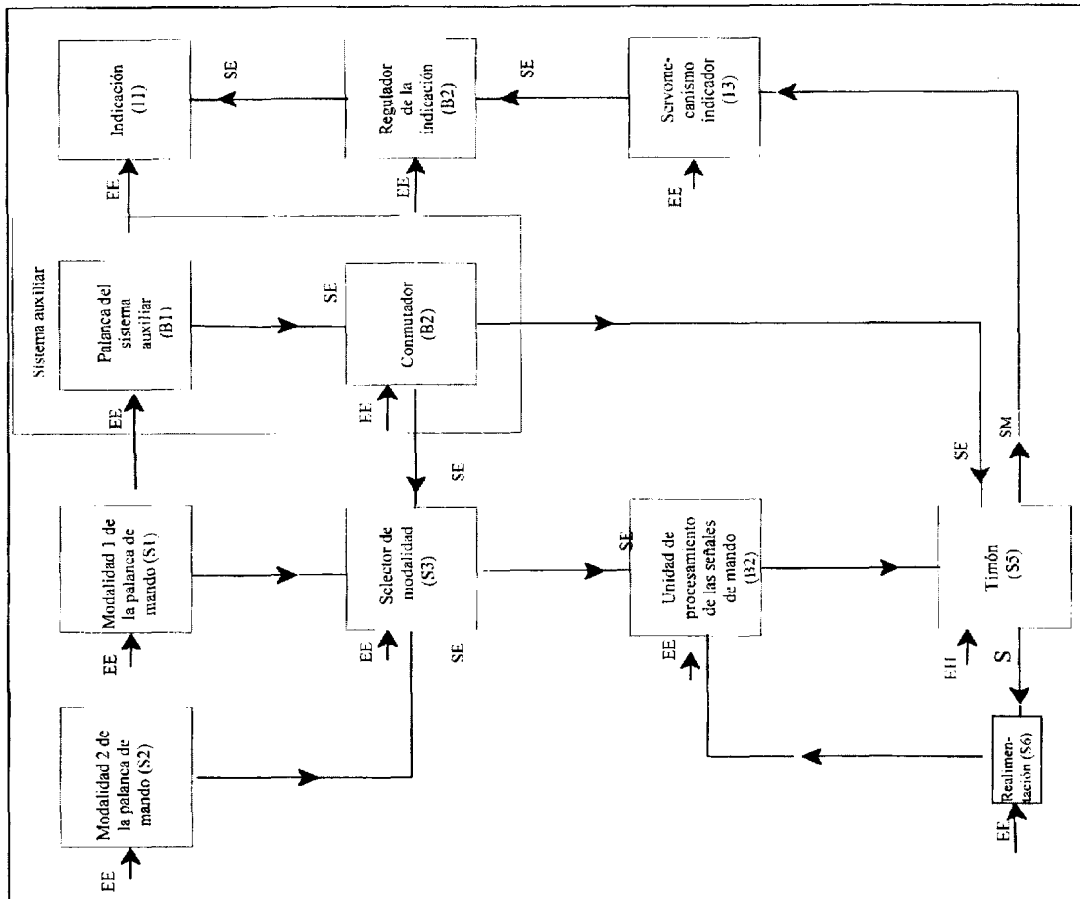 Indicación
(11)
SE
Regulador
de la
indicación
(B2)
SE
Servome-
canismo
indicador
(13)
EE
EE
EE
Sistema auxiliar
Palanca del
sistema
auxiliar
(B1)
SE
Conmutador
(B2)
EE
EE
SE
SE
SM
Modalidad 1 de
la palanca de
mando (S1)
Selector de
modalidad
(S3)
SE
Unidad de
procesamiento
de las señales
de mando
(B2)
Timón
(S5)
EE
EE
SE
EE
EH
S
Modalidad 2 de
la palanca de
mando (S2)
Realimen-
tación (S6)
EE
EE